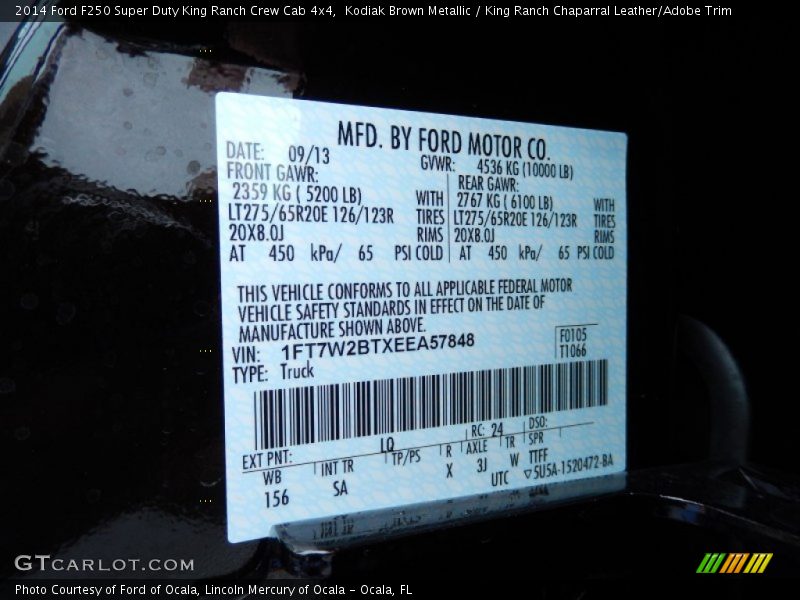 2014 Ford F250 Super Duty King Ranch Crew Cab 4x4,  Kodiak Brown Metallic / King Ranch Chaparral Leather/Adobe Trim
MFD. BY FORD MOTOR CO.
DATE: 09/13 GVWR: 4536 KG (10000 LB)
FRONT GAWR: REAR GAWR:
2359 KG ( 5200 LB) WITH 2767 KG ( 6100 LB) WITH
LT275/65R20E 126/123R TIRES LT275/65R20E 126/123R TIRES
20X8.0J RIMS 20X8.0J RIMS
AT 450 kPa/ 65 PSI COLD AT 450 kPa/ 65 PSI COLD
THIS VEHICLE CONFORMS TO ALL APPLICABLE FEDERAL MOTOR
VEHICLE SAFETY STANDARDS IN EFFECT ON THE DATE OF
MANUFACTURE SHOWN ABOVE.
VIN: 1FT7W2BTXEEA57848 F0105
TYPE: Truck T1066
EXT PNT: LQ RC: 24 DSO:
WB INT TR TP/PS R AXLE TR SPR
156 SA X 3J W TTFF
UTC ▽5U5A-1520472-BA
GTCARLOT.COM
Photo Courtesy of Ford of Ocala, Lincoln Mercury of Ocala - Ocala, FL